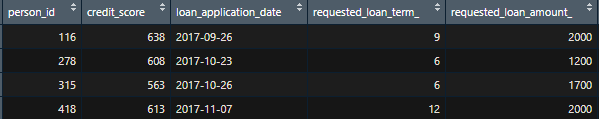 person_id credit_score loan_application_date requested_loan_term_ requested_loan_amount_
116 638 2017-09-26 9 2000
278 608 2017-10-23 6 1200
315 563 2017-10-26 6 1700
418 613 2017-11-07 12 2000